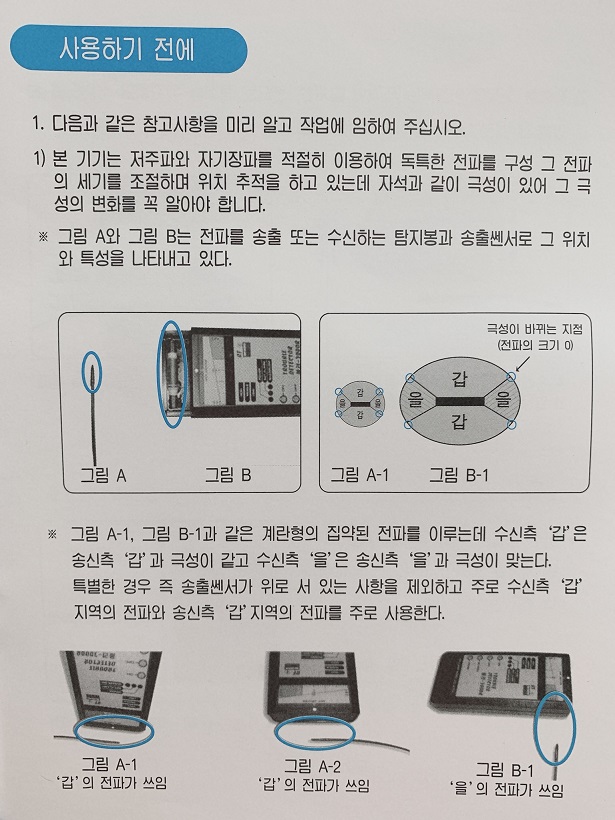 사용하기 전에
1. 다음과 같은 참고사항을 미리 알고 작업에 임하여 주십시오.
1) 본 기기는 저주파와 자기장파를 적절히 이용하여 독특한 전파를 구성 그 전파
의 세기를 조절하며 위치 추적을 하고 있는데 자석과 같이 극성이 있어 그 극
성의 변화를 꼭 알아야 합니다.
※ 그림 A와 그림 B는 전파를 송출 또는 수신하는 탐지봉과 송출쎈서로 그 위치
와 특성을 나타내고 있다.
TROUBLE
DETECTOR
그림 A
그림 B
극성이 바뀌는 지점
(전파의 크기 0)
갑
을
을
갑
갑
을
을
갑
그림 A-1
그림 B-1
※ 그림 A-1, 그림 B-1과 같은 계란형의 집약된 전파를 이루는데 수신측 ‘갑’은
송신측 ‘갑’과 극성이 같고 수신측 ‘을’은 송신측 ‘을’과 극성이 맞는다.
특별한 경우 즉 송출쎈서가 위로 서 있는 사항을 제외하고 주로 수신측 ‘갑’
지역의 전파와 송신측 ‘갑’지역의 전파를 주로 사용한다.
TROUBLE
DETECTOR
그림 A-1
‘갑’의 전파가 쓰임
그림 A-2
‘갑’의 전파가 쓰임
그림 B-1
‘을’의 전파가 쓰임